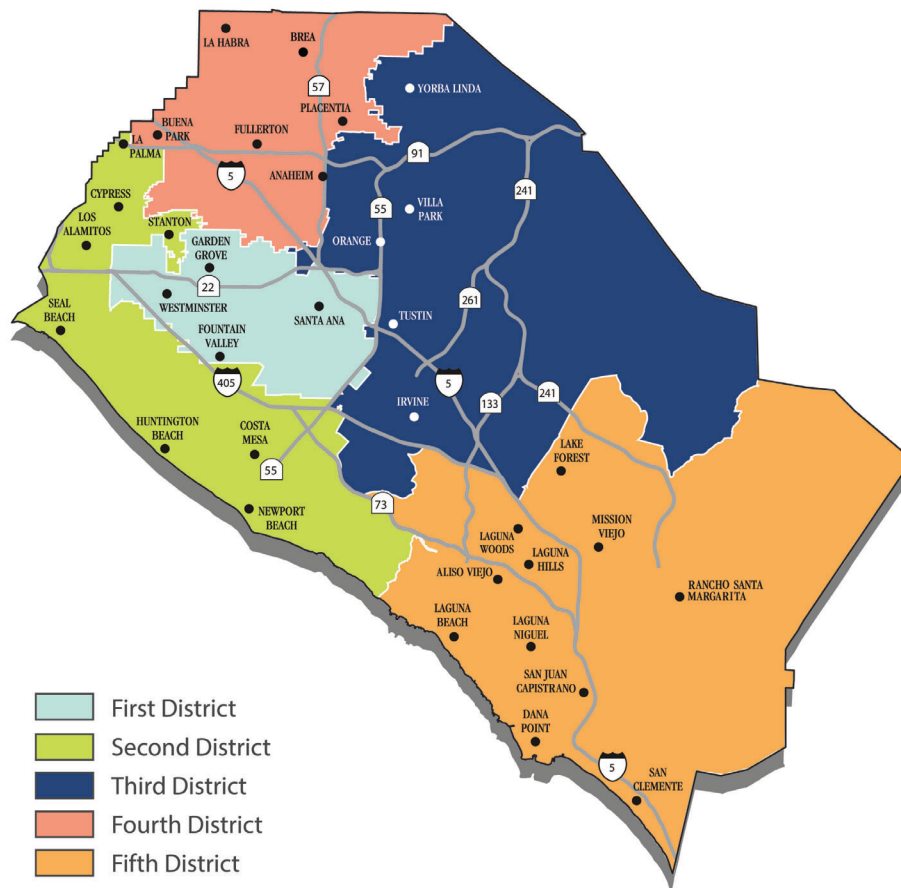 LA HABRA
BREA
57
YORBA LINDA
PLACENTIA
BUENA
PARK
FULLERTON
LA
PALMA
91
5
ANAHEIM
241
CYPRESS
55
VILLA
PARK
LOS
ALAMITOS
STANTON
GARDEN
GROVE
ORANGE
22
261
SEAL
BEACH
WESTMINSTER
SANTA ANA
TUSTIN
FOUNTAIN
VALLEY
405
5
133
241
IRVINE
HUNTINGTON
BEACH
COSTA
MESA
55
LAKE
FOREST
73
NEWPORT
BEACH
LAGUNA
WOODS
MISSION
VIEJO
LAGUNA
HILLS
ALISO VIEJO
RANCHO SANTA
MARGARITA
LAGUNA
BEACH
LAGUNA
NIGUEL
SAN JUAN
CAPISTRANO
DANA
POINT
5
SAN
CLEMENTE
First District
Second District
Third District
Fourth District
Fifth District